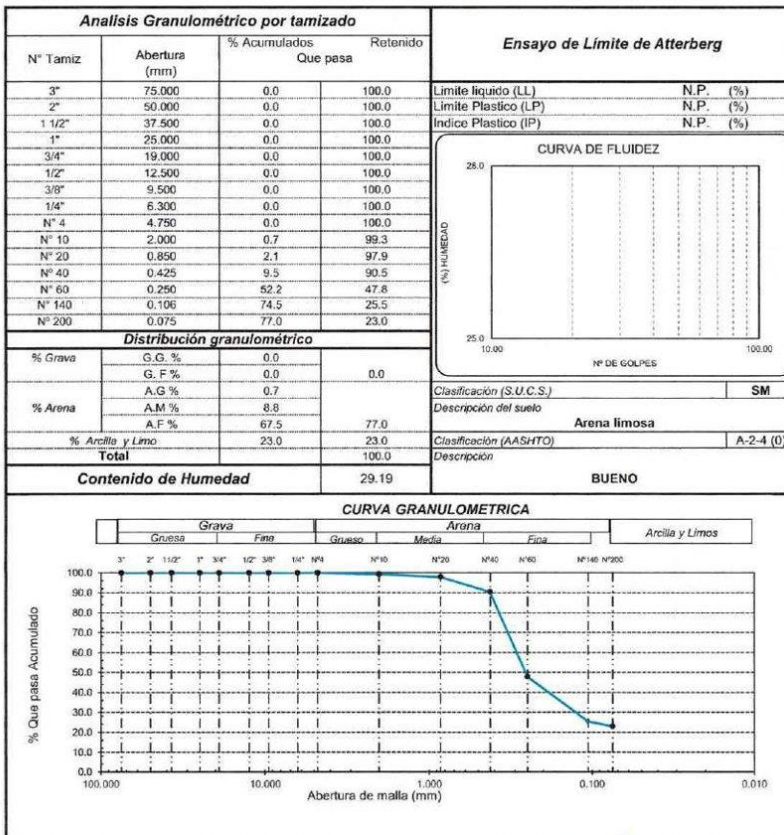 Analisis Granulométrico por tamizado
N° Tamiz Abertura (mm) % Acumulados Retenido Que pasa
3" 75.000 0.0 100.0
2" 50.000 0.0 100.0
1 1/2" 37.500 0.0 100.0
1" 25.000 0.0 100.0
3/4" 19.000 0.0 100.0
1/2" 12.500 0.0 100.0
3/8" 9.500 0.0 100.0
1/4" 6.300 0.0 100.0
N° 4 4.750 0.0 100.0
N° 10 2.000 0.7 99.3
N° 20 0.850 2.1 97.9
N° 40 0.425 9.5 90.5
N° 60 0.250 52.2 47.8
N° 140 0.106 74.5 25.5
N° 200 0.075 77.0 23.0
Distribución granulométrico
% Grava G.G. % 0.0
G. F % 0.0 0.0
A.G % 0.7
% Arena A.M % 8.8
A.F % 67.5 77.0
% Arcilla y Limo 23.0 23.0
Total 100.0
Contenido de Humedad 29.19
Ensayo de Límite de Atterberg
Limite liquido (LL) N.P. (%)
Limite Plastico (LP) N.P. (%)
Indice Plastico (IP) N.P. (%)
CURVA DE FLUIDEZ
26.0
(%) HUMEDAD
25.0
10.00 100.00
Nº DE GOLPES
Clasificación (S.U.C.S.) SM
Descripción del suelo
Arena limosa
Clasificación (AASHTO) A-2-4 (0)
Descripción
BUENO
CURVA GRANULOMETRICA
Grava Arena Arcilla y Limos
Gruesa Fina Grueso Media Fina
3" 2" 11/2" 1" 3/4" 1/2" 3/8" 1/4" Nº4 Nº10 Nº20 Nº40 Nº60 Nº140 Nº200
% Que pasa Acumulado
100.0
90.0
80.0
70.0
60.0
50.0
40.0
30.0
20.0
10.0
0.0
100.000 10.000 1.000 0.100 0.010
Abertura de malla (mm)